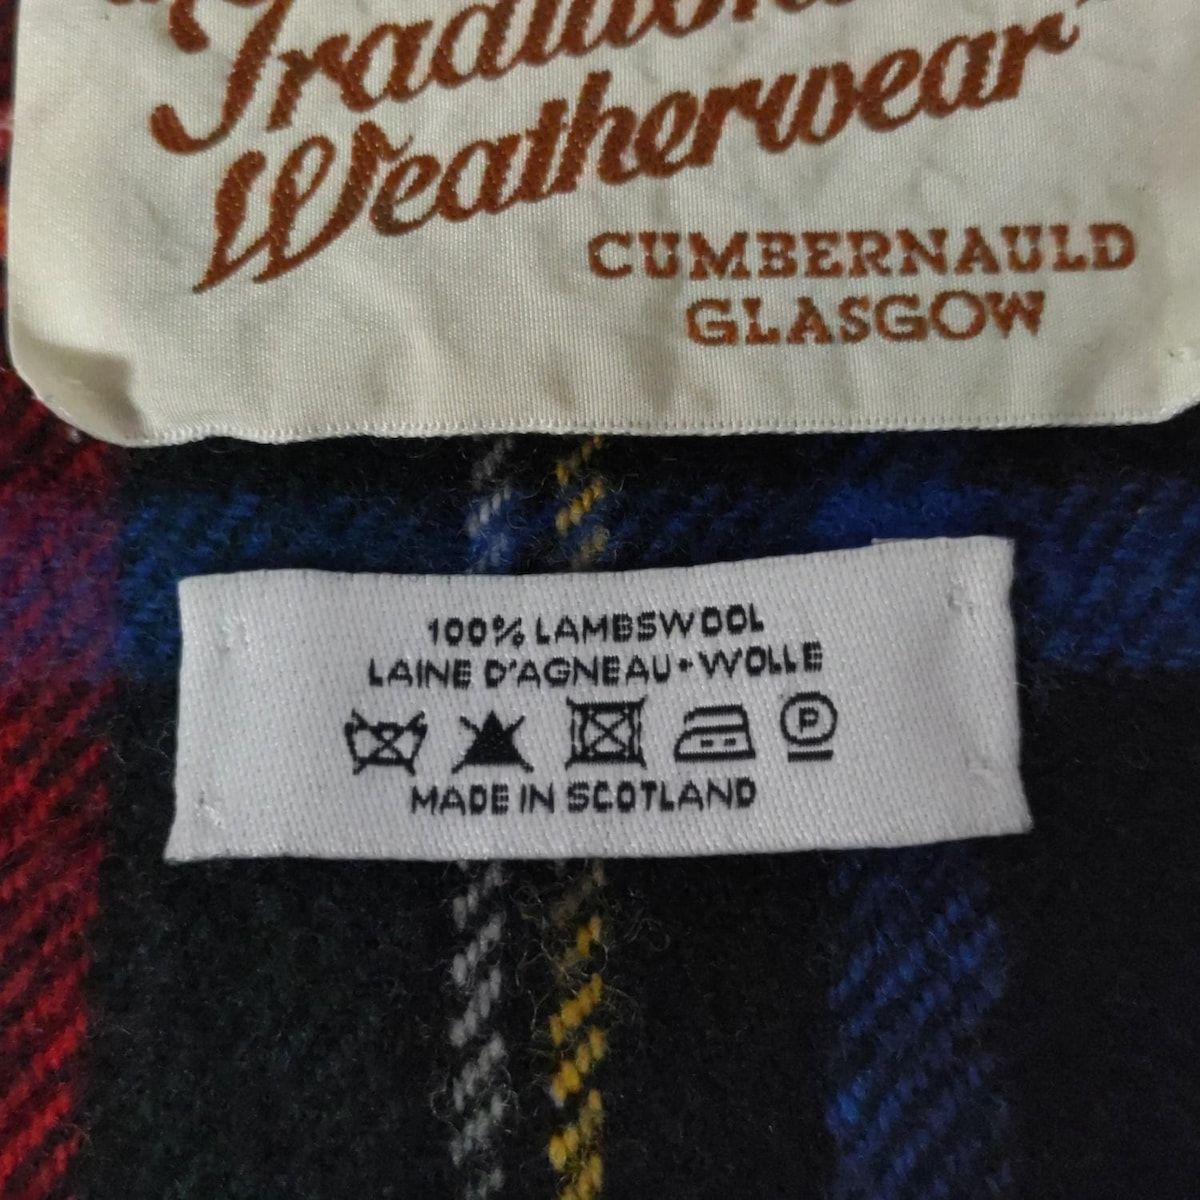 Weatherwear"
CUMBERNAULD
GLASGOW
100% LAMBSWOOL
LAINE D'AGNEAU • WOLLE
P
MADE IN SCOTLAND